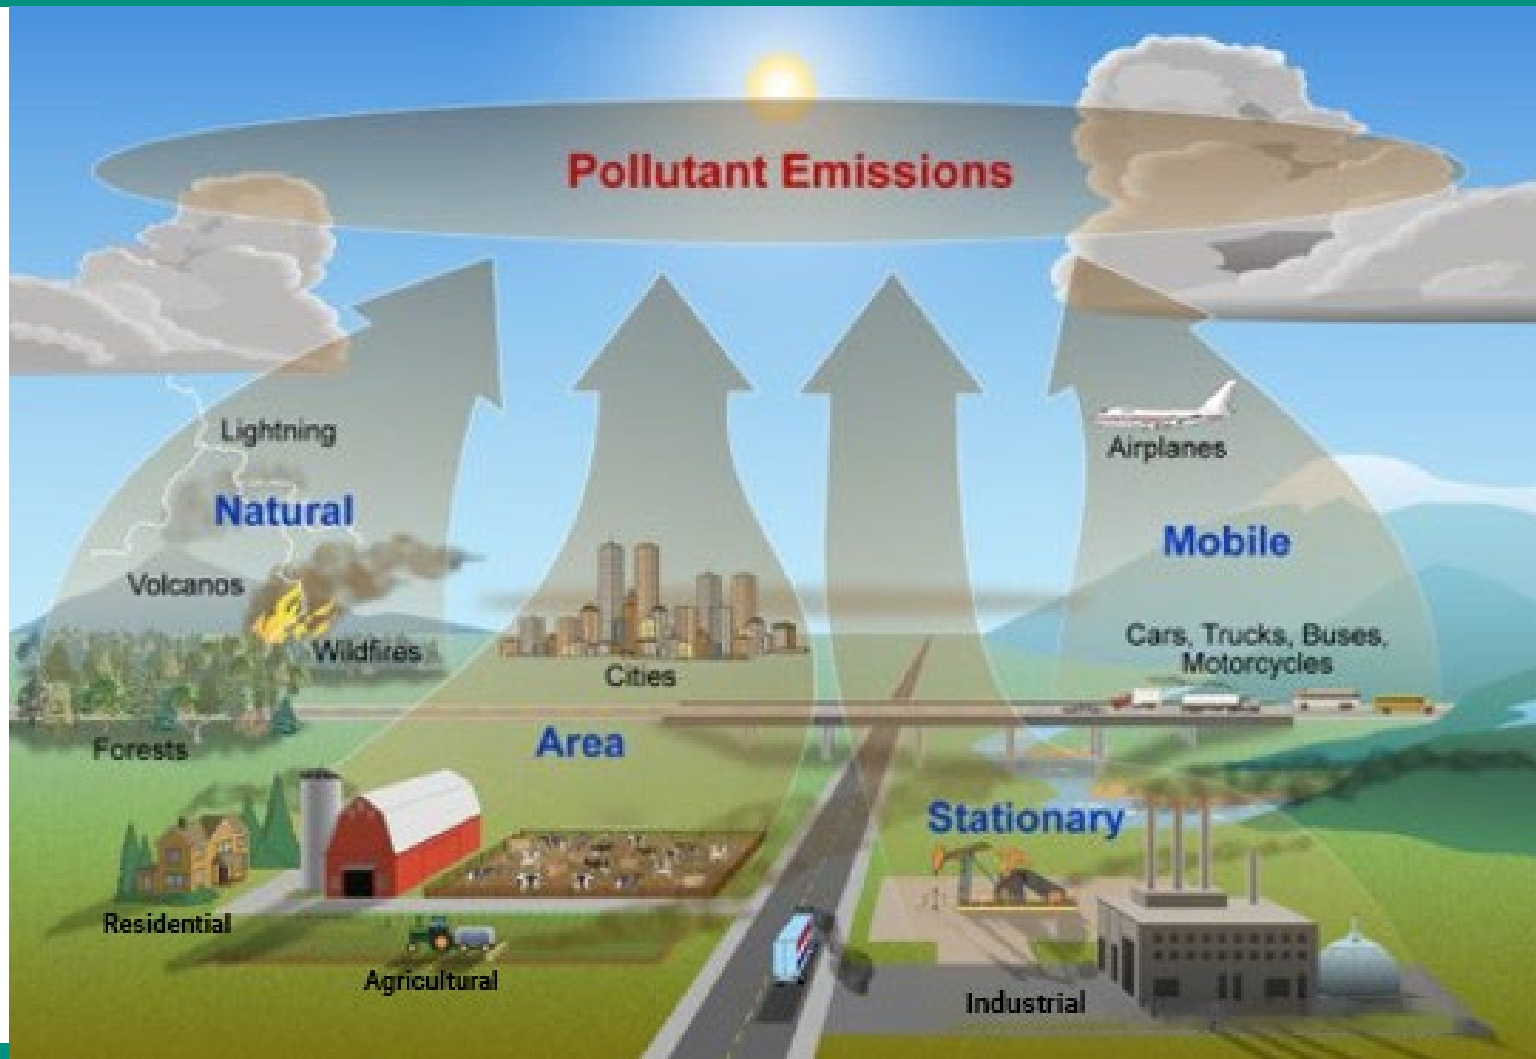 Pollutant Emissions
Lightning
Natural
Volcanos
Wildfires
Forests
Cities
Area
Residential
Agricultural
Airplanes
Mobile
Cars, Trucks, Buses,
Motorcycles
Stationary
Industrial